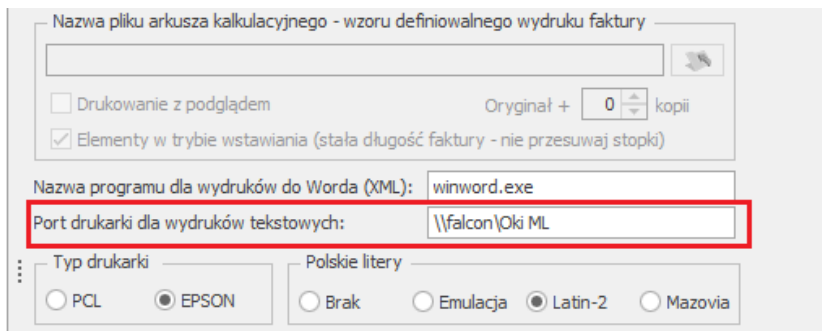 Nazwa pliku arkusza kalkulacyjnego - wzoru definiowalnego wydruku faktury
Drukowanie z podglądem Oryginał + 0 kopii
Elementy w trybie wstawiania (stała długość faktury - nie przesuwaj stopki)
Nazwa programu dla wydruków do Worda (XML): winword.exe
Port drukarki dla wydruków tekstowych: \\falcon\Oki ML
Typ drukarki Polskie litery
PCL EPSON Brak Emulacja Latin-2 Mazovia